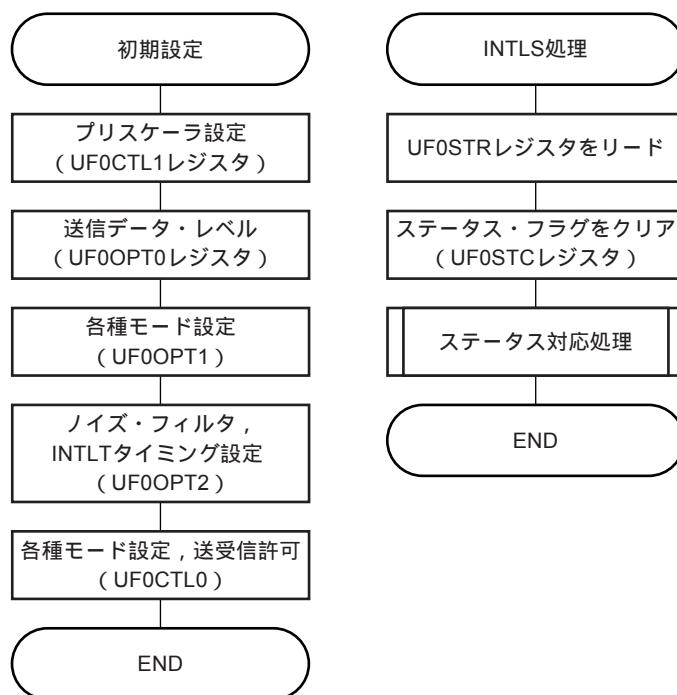 初期設定
プリスケーラ設定
(UF0CTL1レジスタ)
送信データ・レベル
(UF0OPT0レジスタ)
各種モード設定
(UF0OPT1)
ノイズ・フィルタ,
INTLTタイミング設定
(UF0OPT2)
各種モード設定,送受信許可
(UF0CTL0)
END
INTLS処理
UF0STRレジスタをリード
ステータス・フラグをクリア
(UF0STCレジスタ)
ステータス対応処理
END